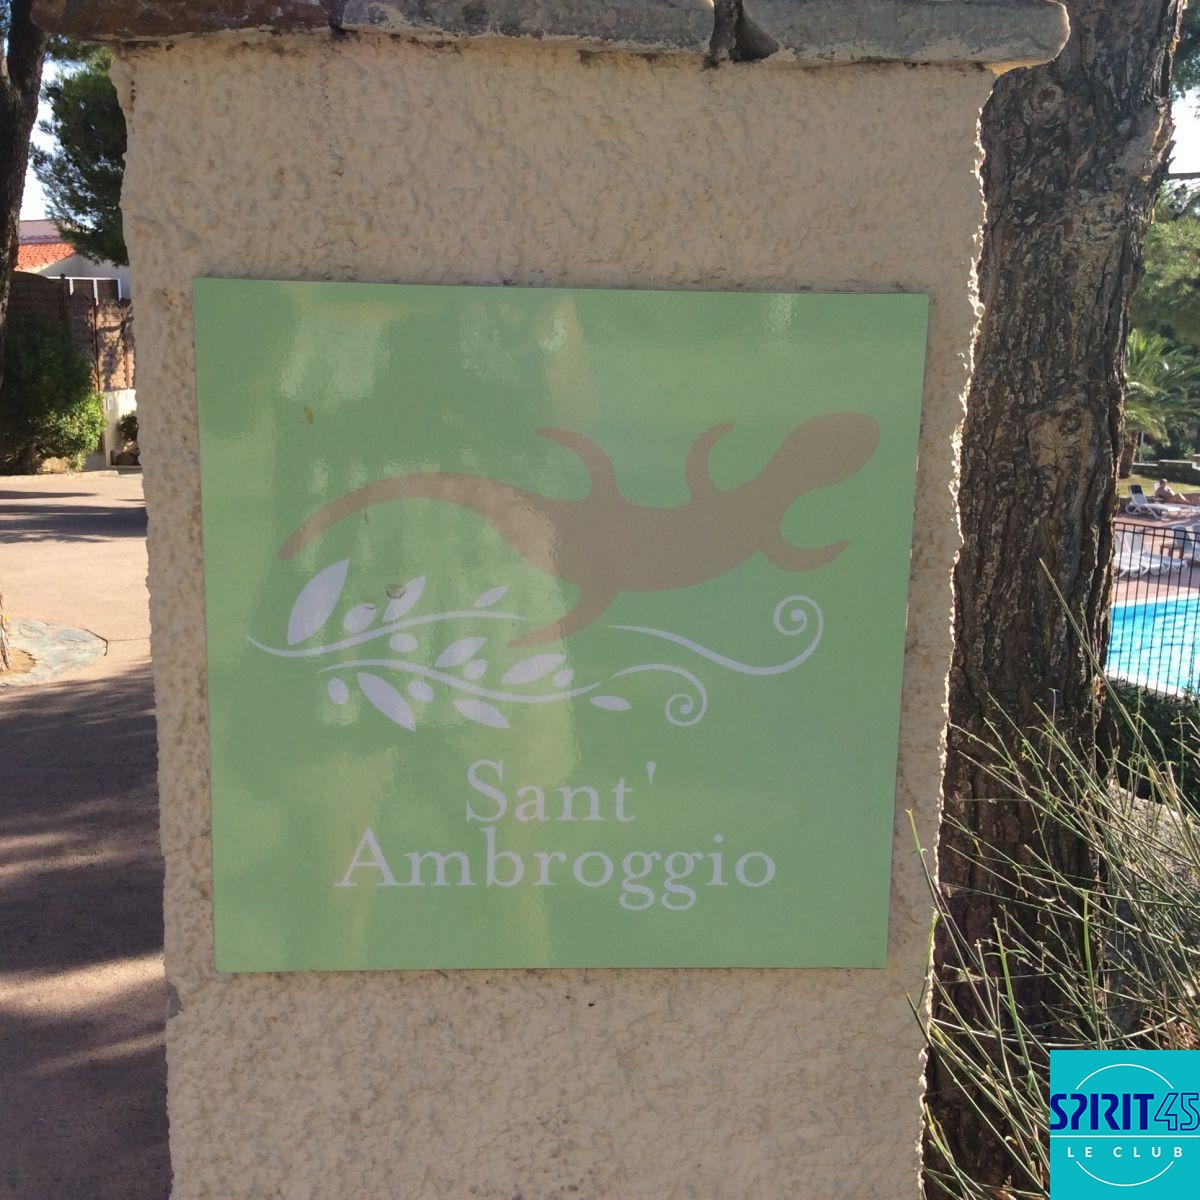 Sant'
Ambroggio
SPIRIT45
LE CLUB